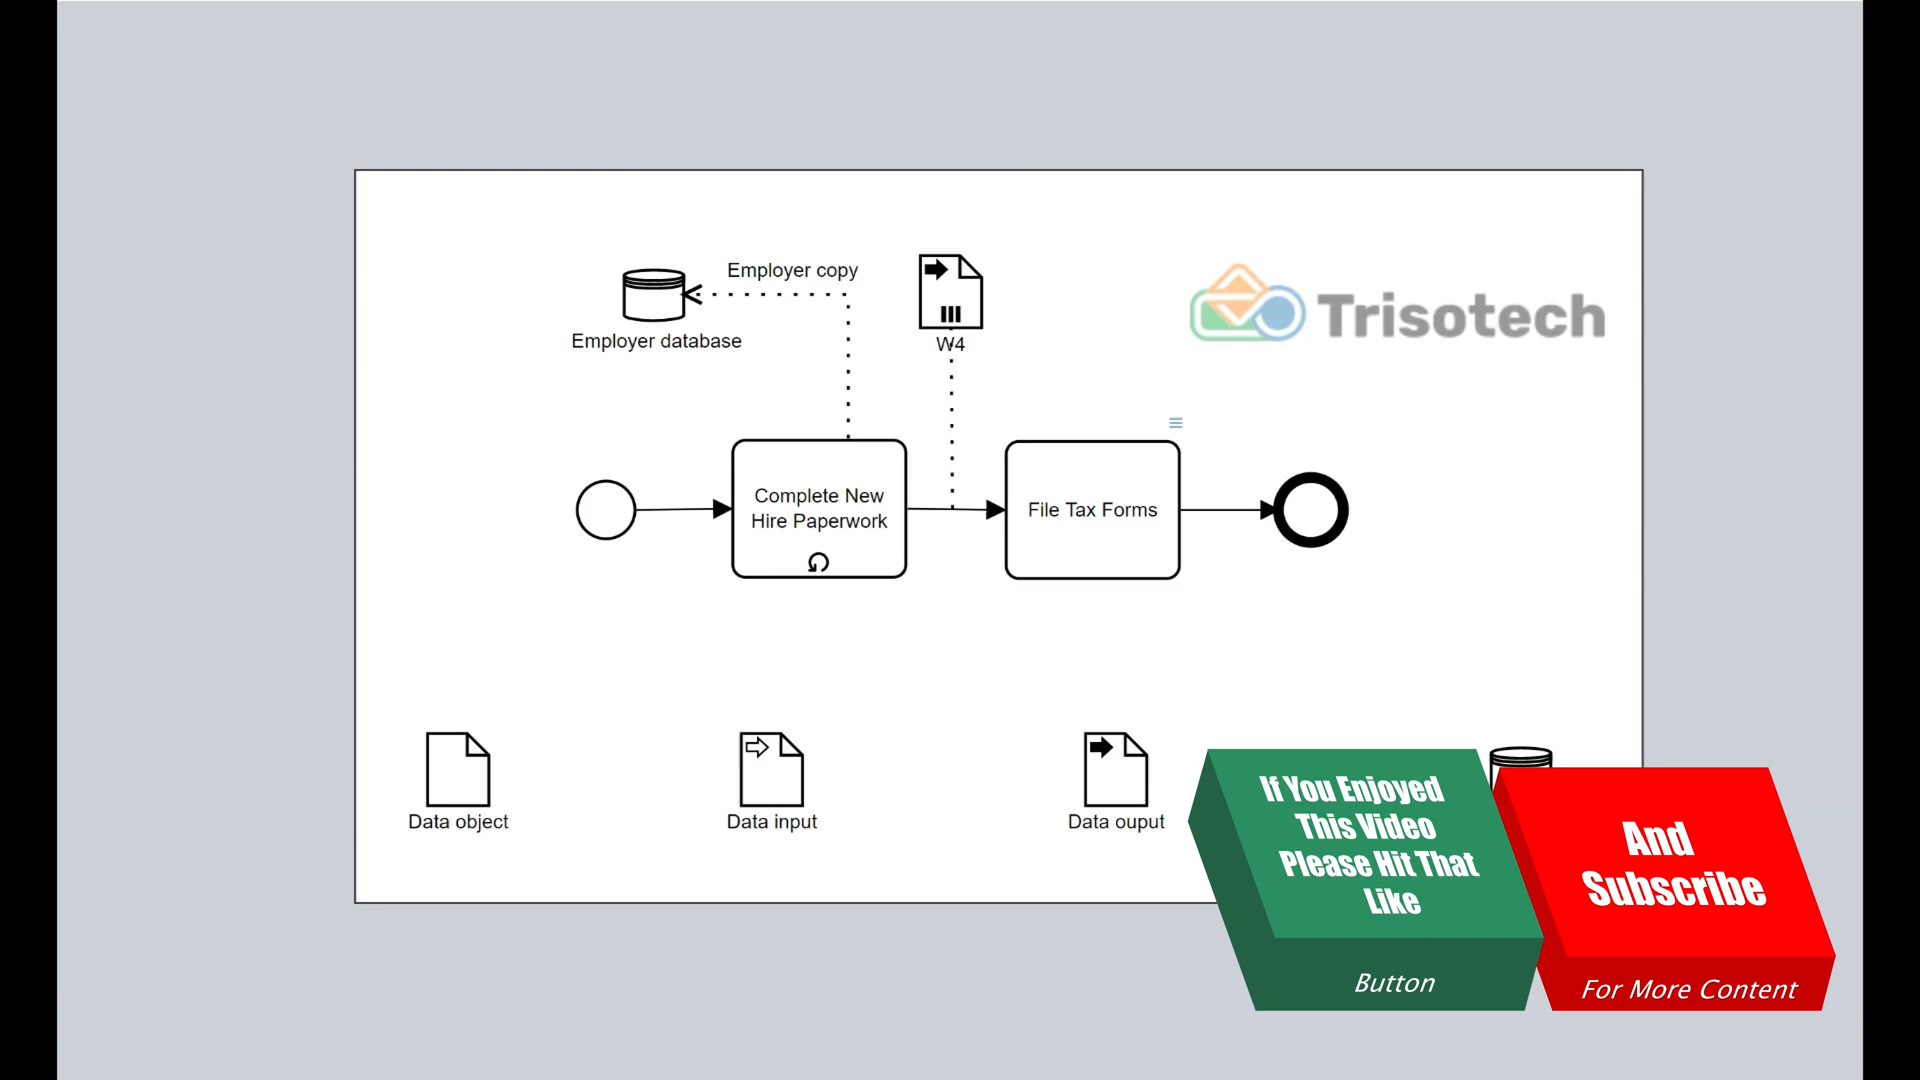 Employer copy
Employer database
W4
Trisotech
Complete New
Hire Paperwork
File Tax Forms
Data object
Data input
Data ouput
If You Enjoyed
This Video
Please Hit That
Like
Button
And
Subscribe
For More Content